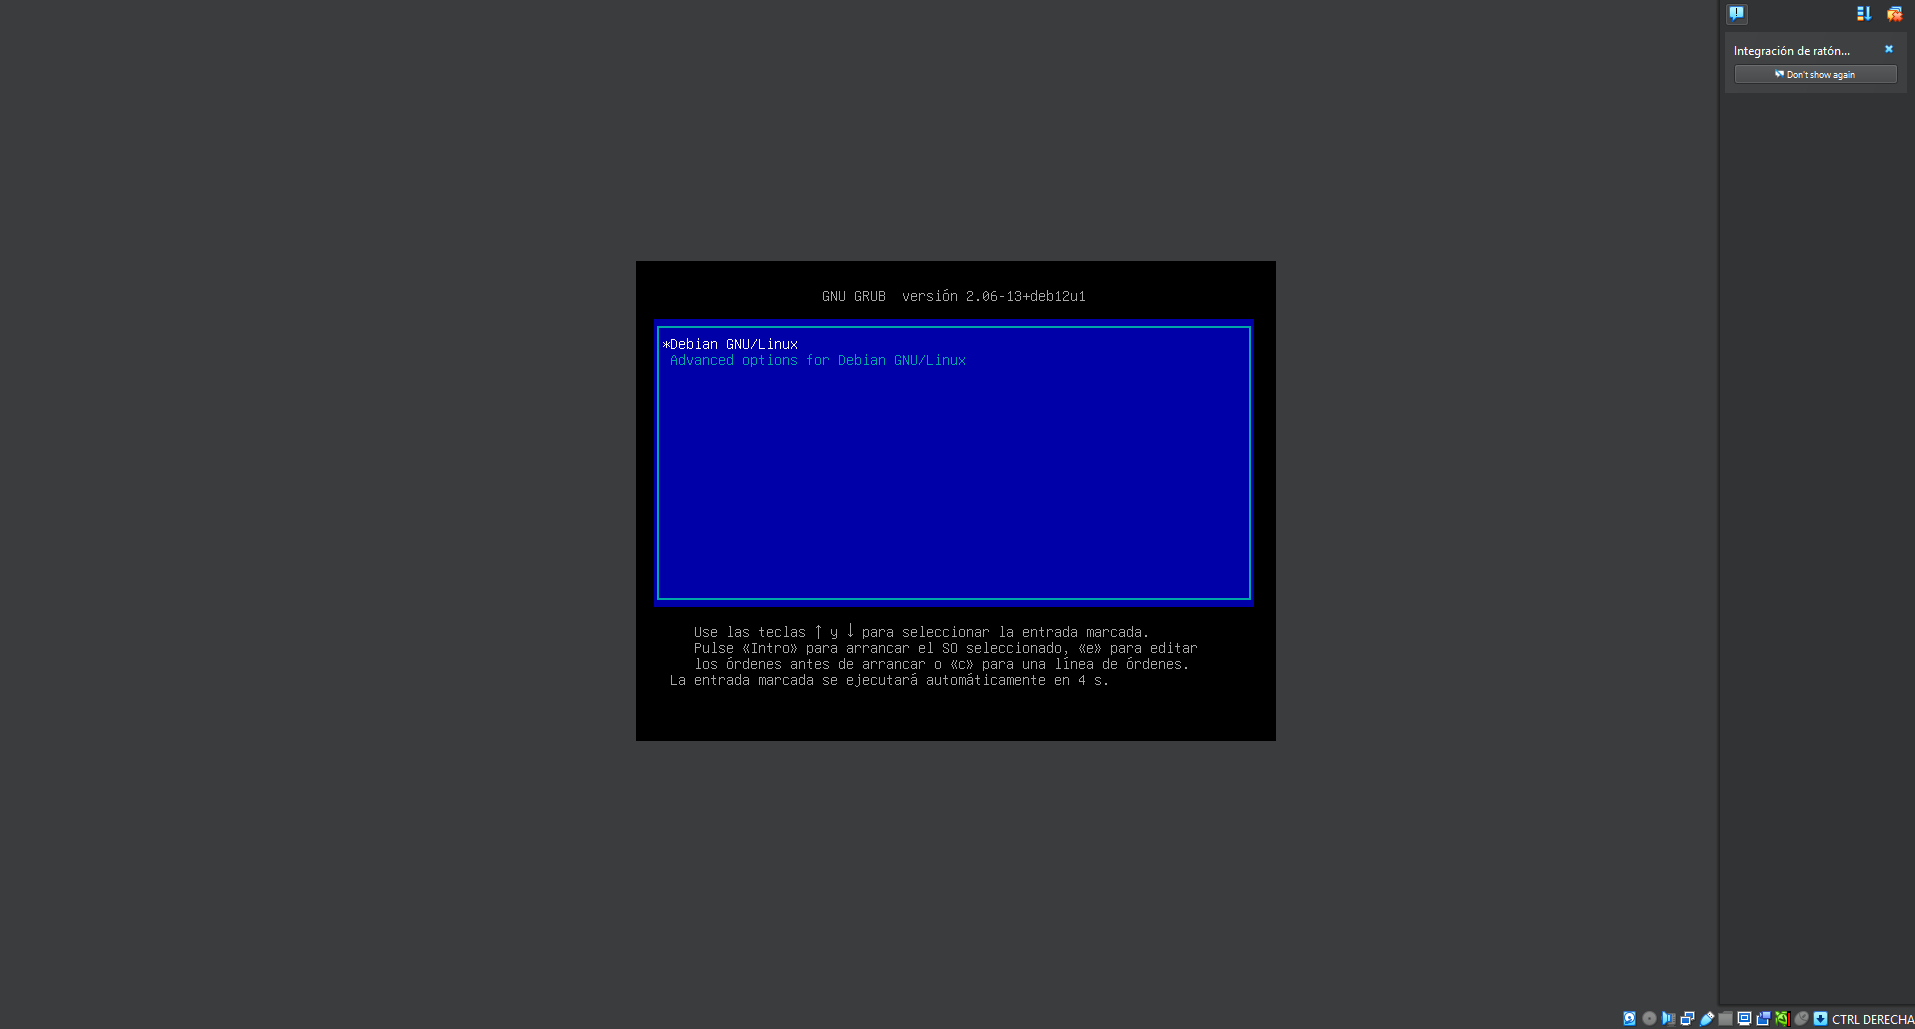 Integración de ratón...
Don't show again
GNU GRUB  versión 2.06-13+deb12u1
*Debian GNU/Linux
Advanced options for Debian GNU/Linux
Use las teclas ↑ y ↓ para seleccionar la entrada marcada.
Pulse «Intro» para arrancar el SO seleccionado, «e» para editar
los órdenes antes de arrancar o «c» para una línea de órdenes.
La entrada marcada se ejecutará automáticamente en 4 s.
CTRL DERECHA